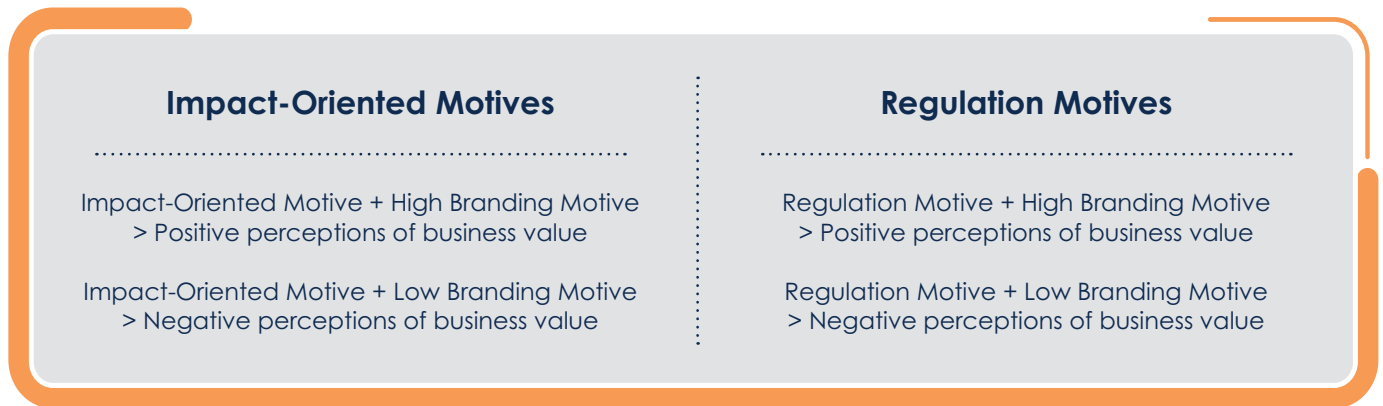 Impact-Oriented Motives
Impact-Oriented Motive + High Branding Motive
> Positive perceptions of business value
Impact-Oriented Motive + Low Branding Motive
> Negative perceptions of business value
Regulation Motives
Regulation Motive + High Branding Motive
> Positive perceptions of business value
Regulation Motive + Low Branding Motive
> Negative perceptions of business value